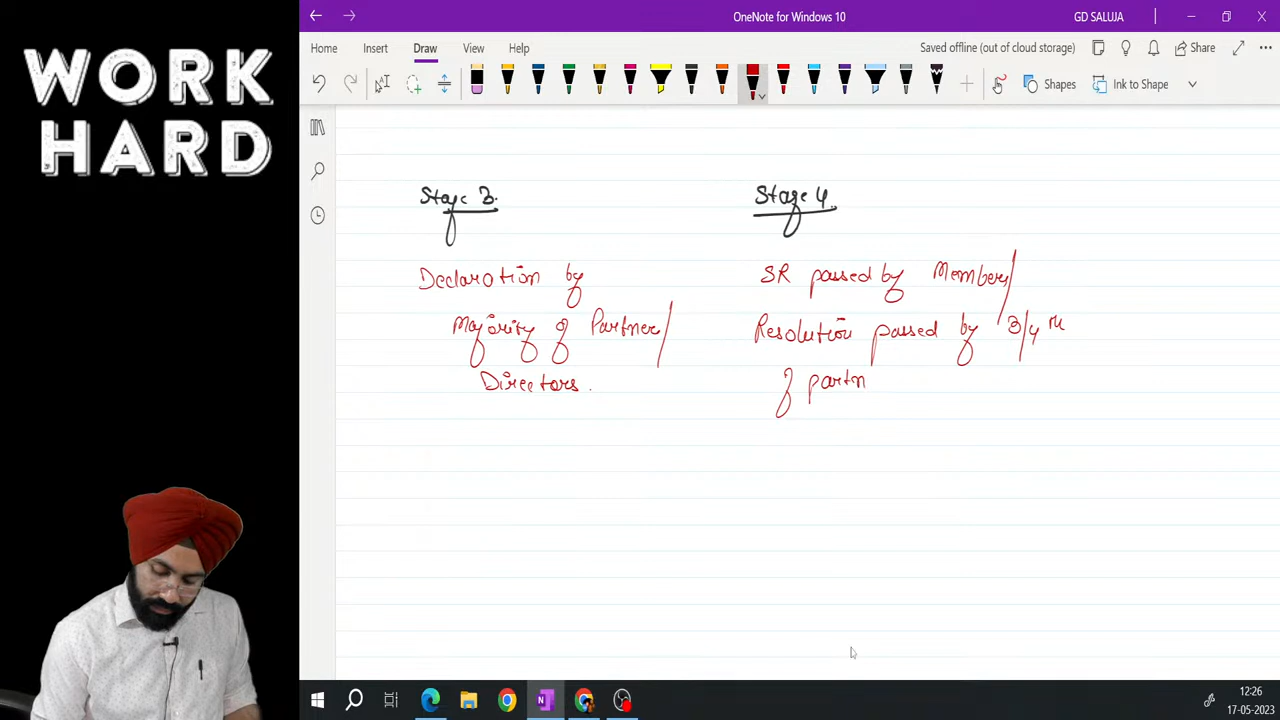 WORK
HARD
OneNote for Windows 10
GD SALUJA
Home Insert Draw View Help
Saved offline (out of cloud storage)
Share
Shapes
Ink to Shape
Stage 3.
Declaration by
Majority of Partner/
Directors.
Stage 4.
SR passed by Members/
Resolution passed by 3/4 th
of partn
12:26
17-05-2023